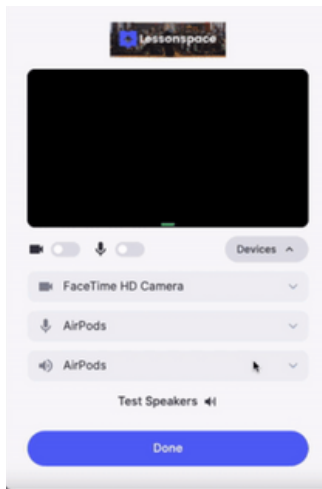 Lessonspace
Devices
FaceTime HD Camera
AirPods
AirPods
Test Speakers
Done